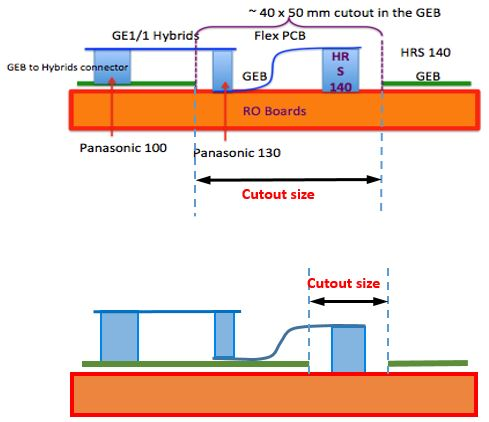 ~ 40 x 50 mm cutout in the GEB
GE1/1 Hybrids
Flex PCB
HRS 140
GEB to Hybrids connector
GEB
HR
S
140
GEB
RO Boards
Panasonic 100
Panasonic 130
Cutout size
Cutout size